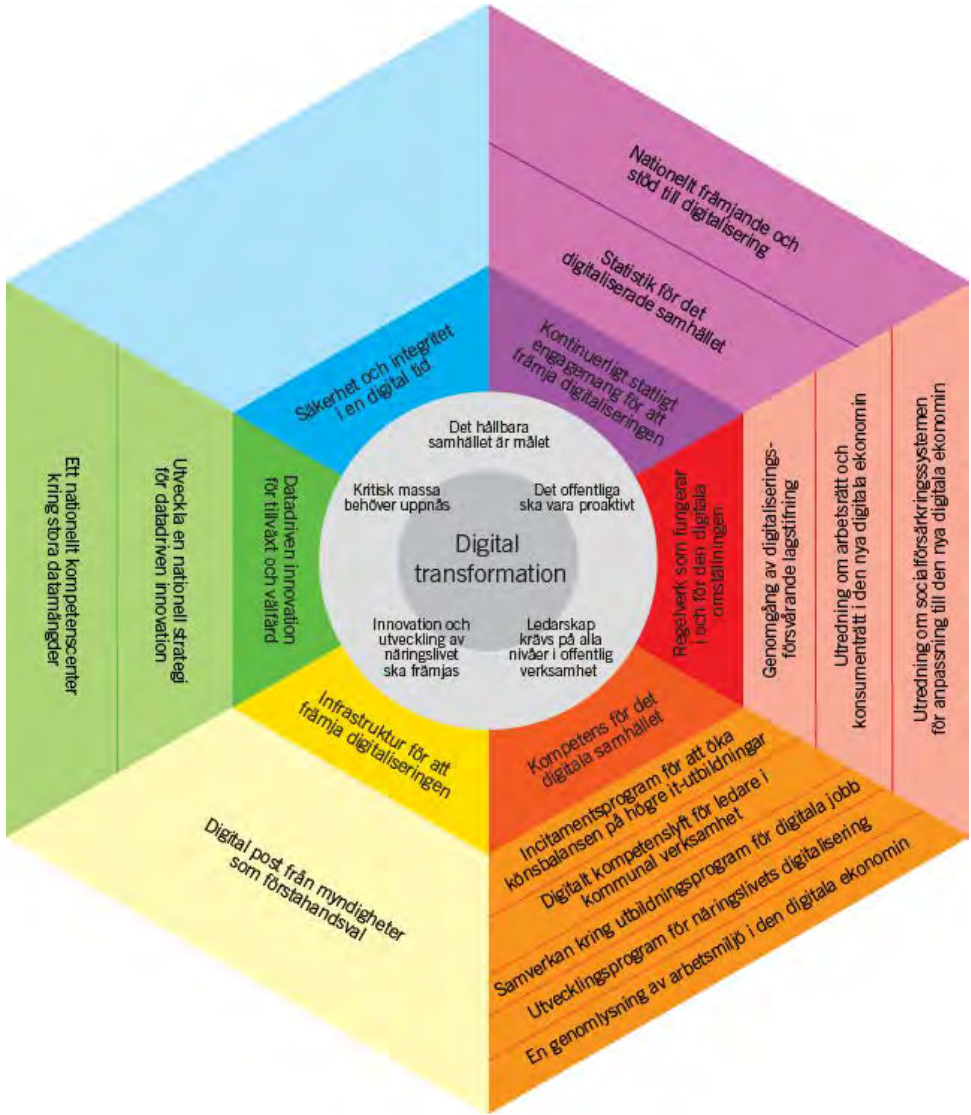 Nationellt främjande och
stöd till digitalisering
Statistik för det
digitaliserade samhället
Kontinuerligt statligt
engagemang för att
främja digitaliseringen
Säkerhet och integritet
i en digital tid
Det hållbara
samhället är målet
Kritisk massa
behöver uppnås
Det offentliga
ska vara proaktivt
Digital
transformation
Innovation och
utveckling av
näringslivet
ska främjas
Ledarskap
krävs på alla
nivåer i offentlig
verksamhet
Ett nationellt kompetenscenter
kring stora datamängder
Utveckla en nationell strategi
för datadriven innovation
Datadriven innovation
för tillväxt och välfärd
Regelverk som fungerar
i och för den digitala
omställningen
Genomgång av digitaliserings-
försvårande lagstiftning
Utredning om arbetsrätt och
konsumenträtt i den nya digitala ekonomin
Utredning om socialförsäkringssystemen
för anpassning till den nya digitala ekonomin
Infrastruktur för att
främja digitaliseringen
Digital post från myndigheter
som förstahandsval
Kompetens för det
digitala samhället
Incitamentsprogram för att öka
könsbalansen på högre it-utbildningar
Digitalt kompetenslyft för ledare i
kommunal verksamhet
Samverkan kring utbildningsprogram för digitala jobb
Utvecklingsprogram för näringslivets digitalisering
En genomlysning av arbetsmiljö i den digitala ekonomin